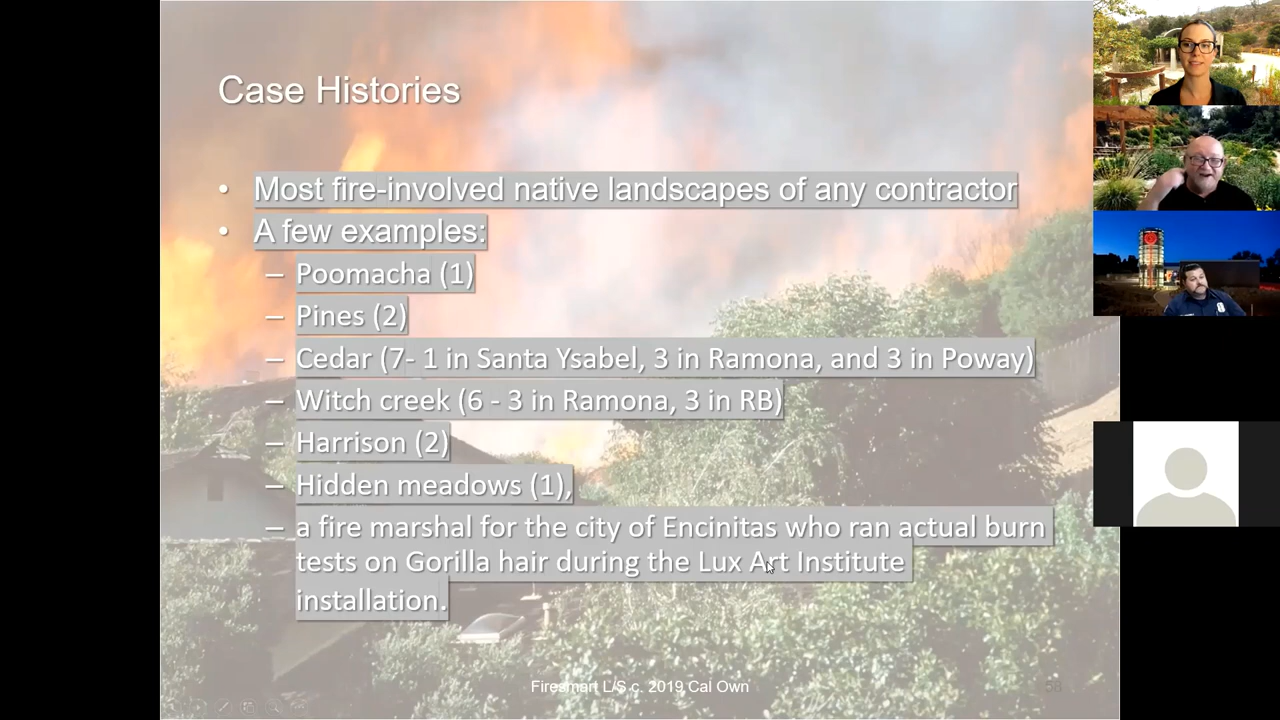 Case Histories
• Most fire-involved native landscapes of any contractor
• A few examples:
– Poomacha (1)
– Pines (2)
– Cedar (7- 1 in Santa Ysabel, 3 in Ramona, and 3 in Poway)
– Witch creek (6 - 3 in Ramona, 3 in RB)
– Harrison (2)
– Hidden meadows (1),
– a fire marshal for the city of Encinitas who ran actual burn
tests on Gorilla hair during the Lux Art Institute
installation.
Firesmart L/S c. 2019 Cal Own
58